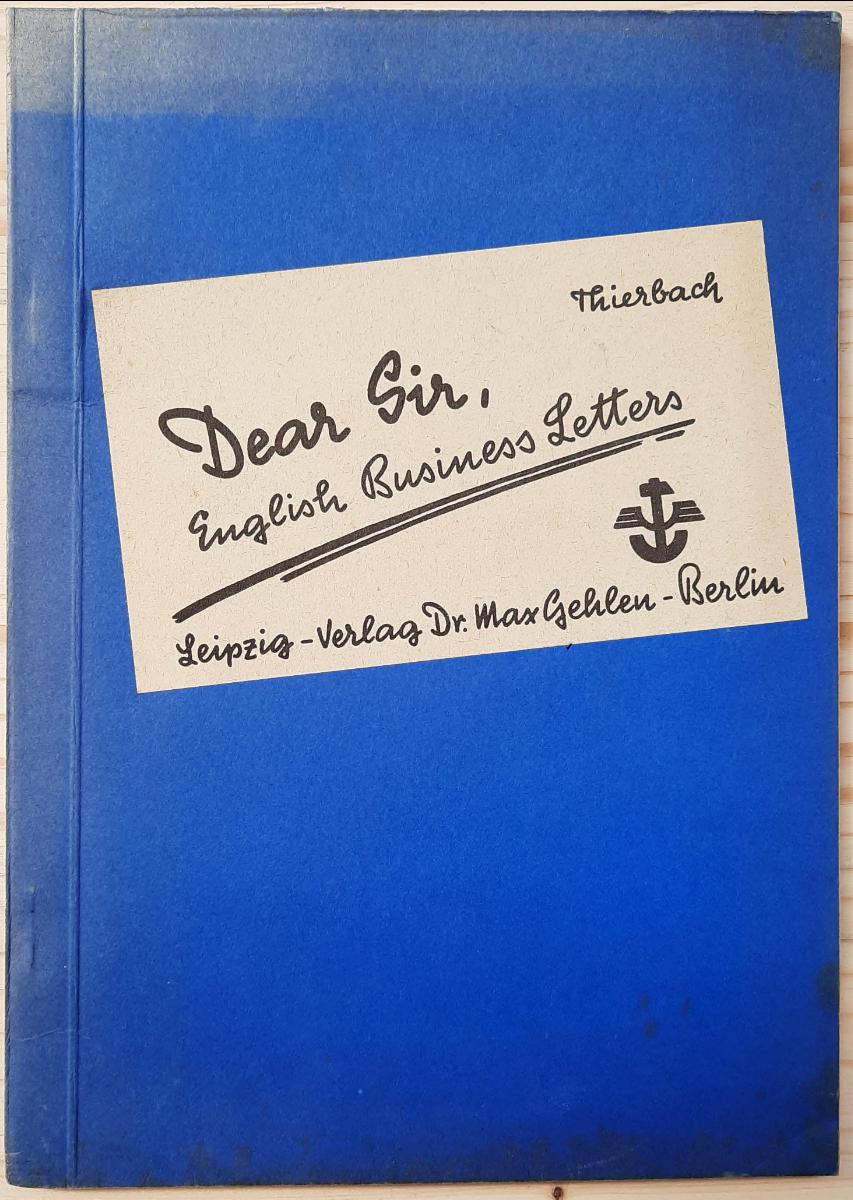 Thierbach
Dear Sir,
English Business Letters
Leipzig - Verlag Dr. Max Gehlen - Berlin